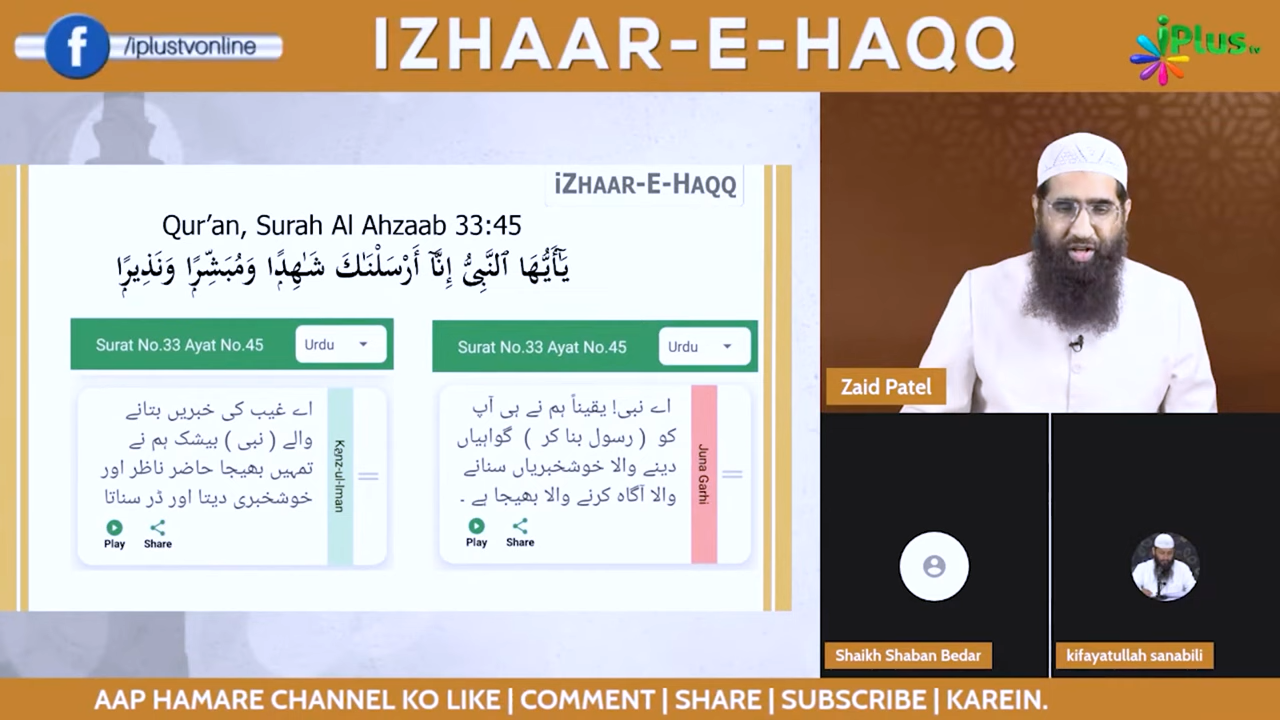 /iplustvonline
IZHAAR-E-HAQQ
iPlus tv
iZHAAR-E-HAQQ
Qur’an, Surah Al Ahzaab 33:45
يَٰٓأَيُّهَا ٱلنَّبِىُّ إِنَّآ أَرْسَلْنَٰكَ شَٰهِدًا وَمُبَشِّرًا وَنَذِيرًا
Surat No.33 Ayat No.45
Urdu
اے غیب کی خبریں بتانے
والے ( نبی ) بیشک ہم نے
تمہیں بھیجا حاضر ناظر اور
خوشخبری دیتا اور ڈر سناتا
Kanz-ul-Iman
Play
Share
Surat No.33 Ayat No.45
Urdu
اے نبی! یقیناً ہم نے ہی آپ
کو ( رسول بنا کر ) گواہیاں
دینے والا خوشخبریاں سنانے
والا آگاہ کرنے والا بھیجا ہے ۔
Juna Garhi
Play
Share
Zaid Patel
Shaikh Shaban Bedar
kifayatullah sanabili
AAP HAMARE CHANNEL KO LIKE | COMMENT | SHARE | SUBSCRIBE | KAREIN.